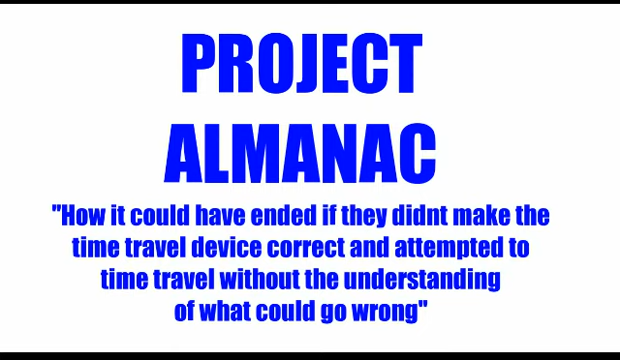 PROJECT
ALMANAC
"How it could have ended if they didnt make the
time travel device correct and attempted to
time travel without the understanding
of what could go wrong"